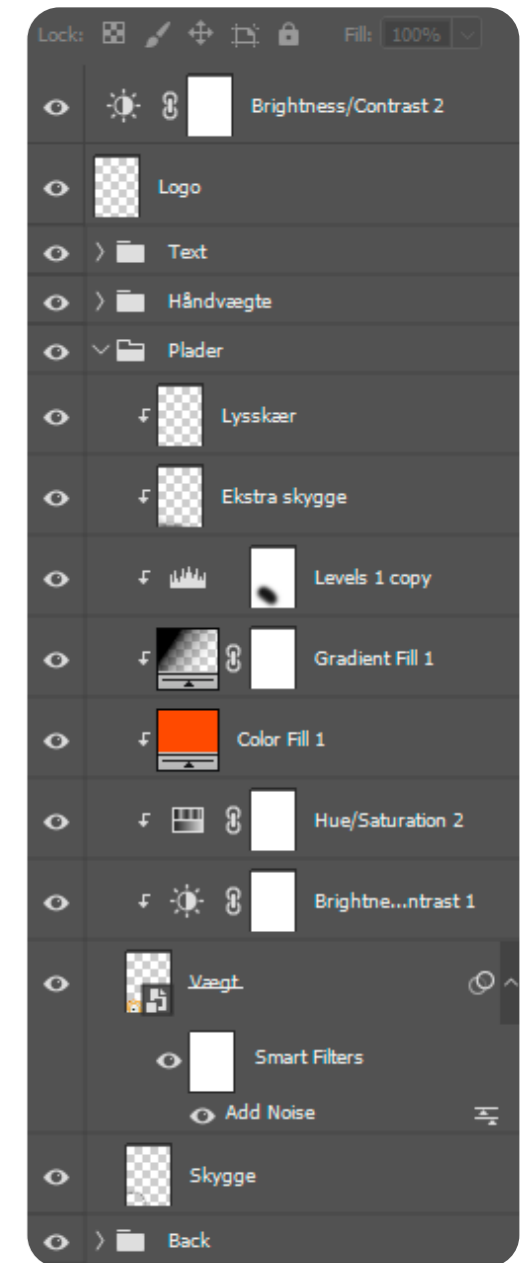 Lock: Fill: 100%
Brightness/Contrast 2
Logo
Text
Håndvægte
Plader
Lysskær
Ekstra skygge
Levels 1 copy
Gradient Fill 1
Color Fill 1
Hue/Saturation 2
Brightne...ntrast 1
Vægt
Smart Filters
Add Noise
Skygge
Back